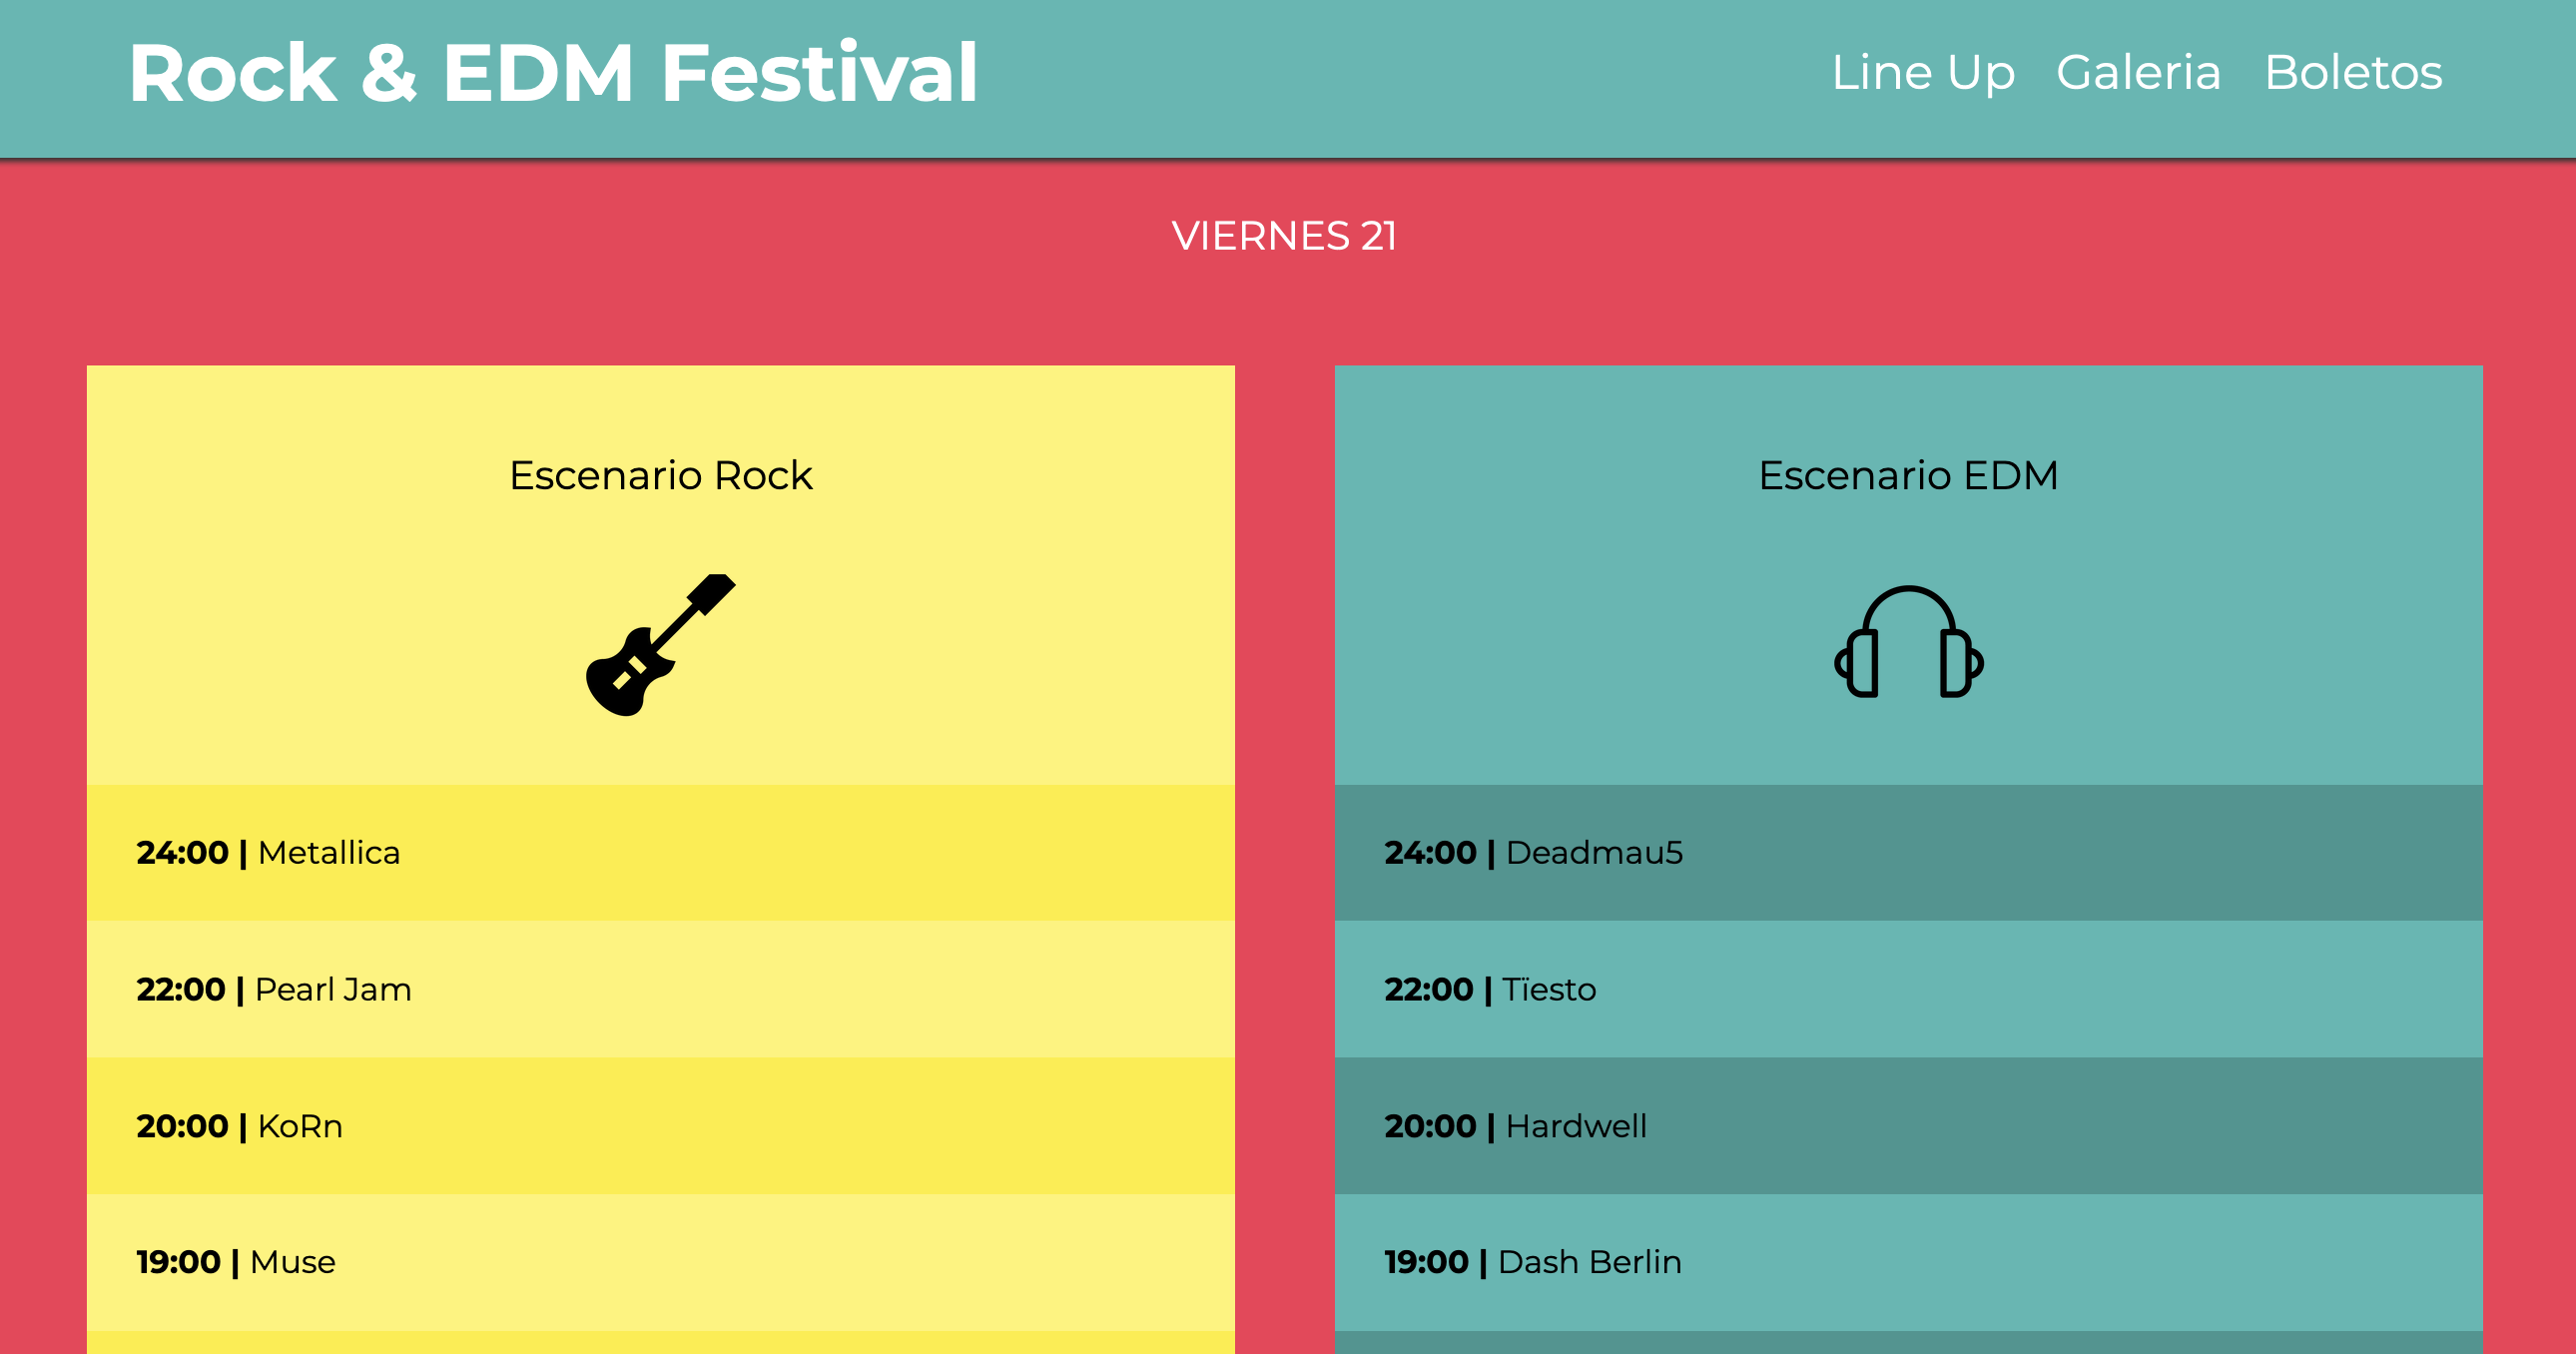 Rock & EDM Festival
Line Up Galeria Boletos
VIERNES 21
Escenario Rock
24:00 | Metallica
22:00 | Pearl Jam
20:00 | KoRn
19:00 | Muse
Escenario EDM
24:00 | Deadmau5
22:00 | Tïesto
20:00 | Hardwell
19:00 | Dash Berlin